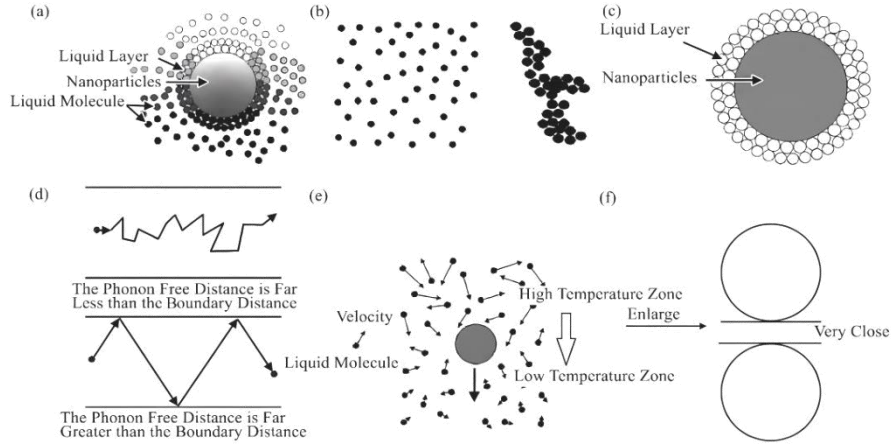 (a)
Liquid Layer
Nanoparticles
Liquid Molecule
(b)
(c)
Liquid Layer
Nanoparticles
(d)
The Phonon Free Distance is Far
Less than the Boundary Distance
The Phonon Free Distance is Far
Greater than the Boundary Distance
(e)
Velocity
Liquid Molecule
High Temperature Zone
Low Temperature Zone
(f)
Enlarge
Very Close